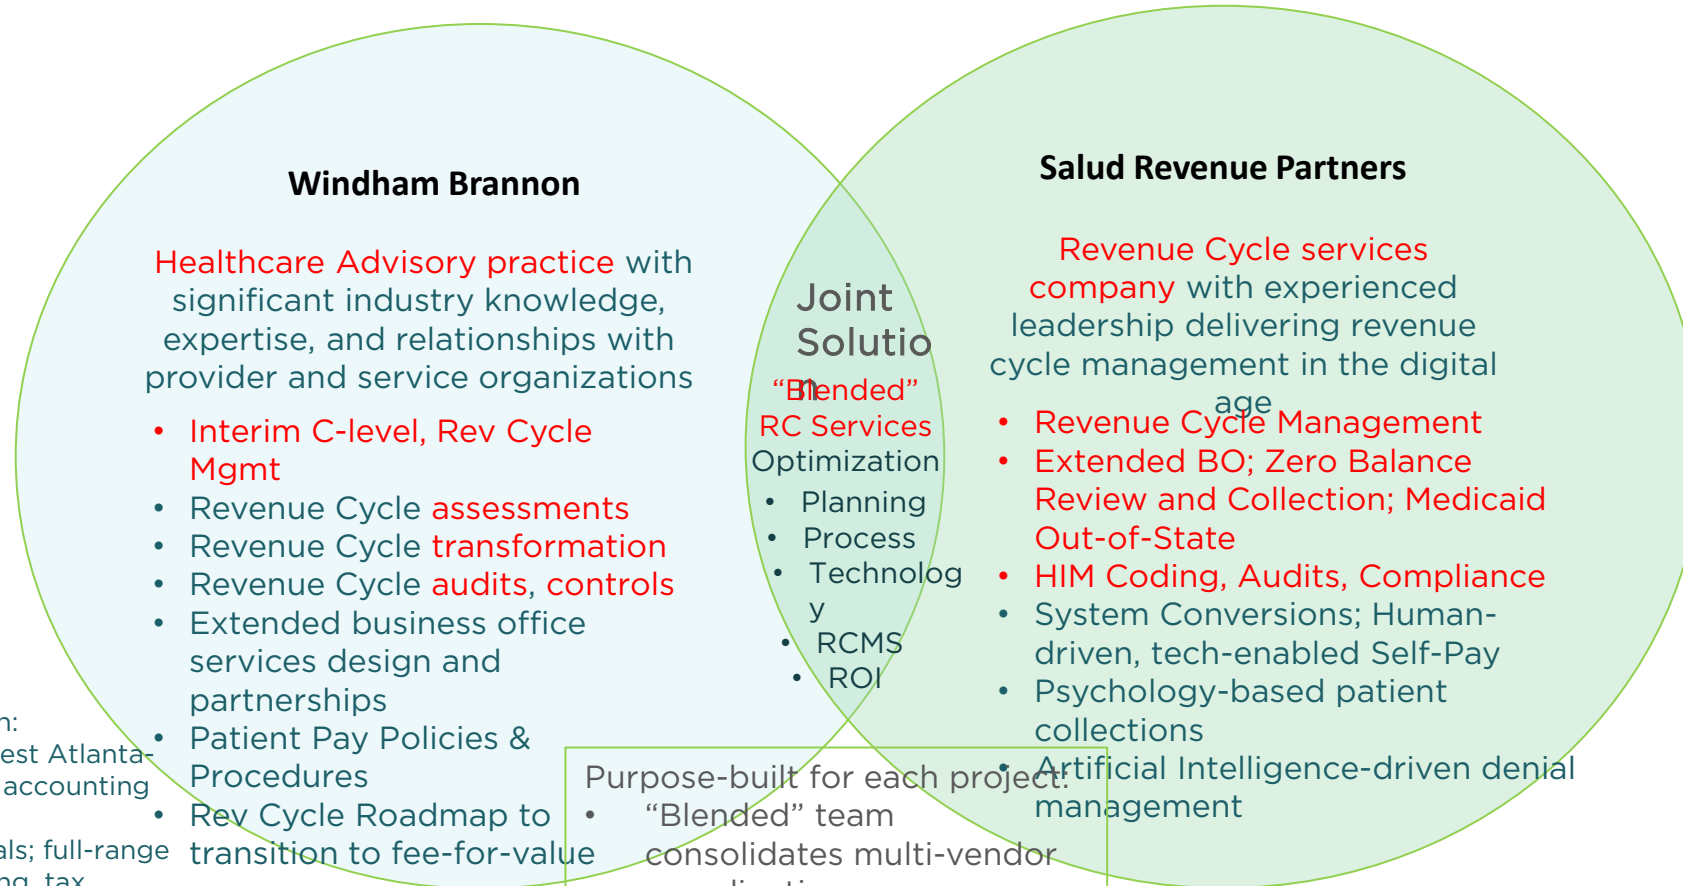 Windham Brannon
Healthcare Advisory practice with
significant industry knowledge,
expertise, and relationships with
provider and service organizations
• Interim C-level, Rev Cycle
Mgmt
• Revenue Cycle assessments
• Revenue Cycle transformation
• Revenue Cycle audits, controls
• Extended business office
services design and
partnerships
• Patient Pay Policies &
Procedures
• Rev Cycle Roadmap to
transition to fee-for-value
est Atlanta-
accounting
full-range
tax
Joint
Solutio
n
“Blended”
RC Services
Optimization
• Planning
• Process
• Technolog
y
• RCMS
• ROI
Salud Revenue Partners
Revenue Cycle services
company with experienced
leadership delivering revenue
cycle management in the digital
age
• Revenue Cycle Management
• Extended BO; Zero Balance
Review and Collection; Medicaid
Out-of-State
• HIM Coding, Audits, Compliance
• System Conversions; Human-
driven, tech-enabled Self-Pay
• Psychology-based patient
collections
• Artificial Intelligence-driven denial
management
Purpose-built for each project:
• “Blended” team
consolidates multi-vendor